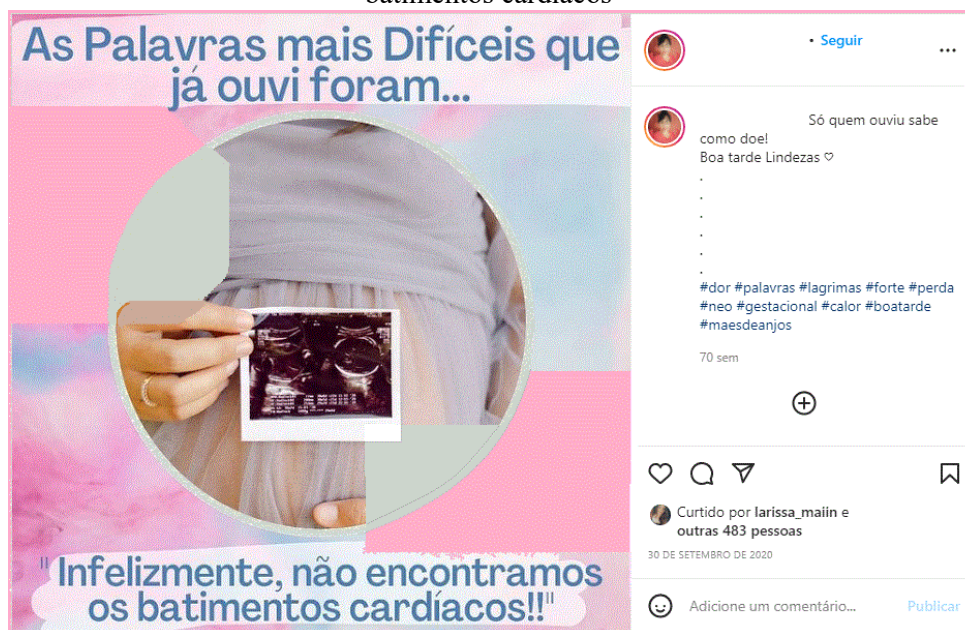 batimentos cardíacos
As Palavras mais Difíceis que
já ouvi foram...
"Infelizmente, não encontramos
os batimentos cardíacos!!"
• Seguir
...
Só quem ouviu sabe
como doe!
Boa tarde Lindezas ♡
.
.
.
.
.
.
#dor #palavras #lagrimas #forte #perda
#neo #gestacional #calor #boatarde
#maesdeanjos
70 sem
Curtido por larissa_maiin e
outras 483 pessoas
30 DE SETEMBRO DE 2020
Adicione um comentário...
Publicar